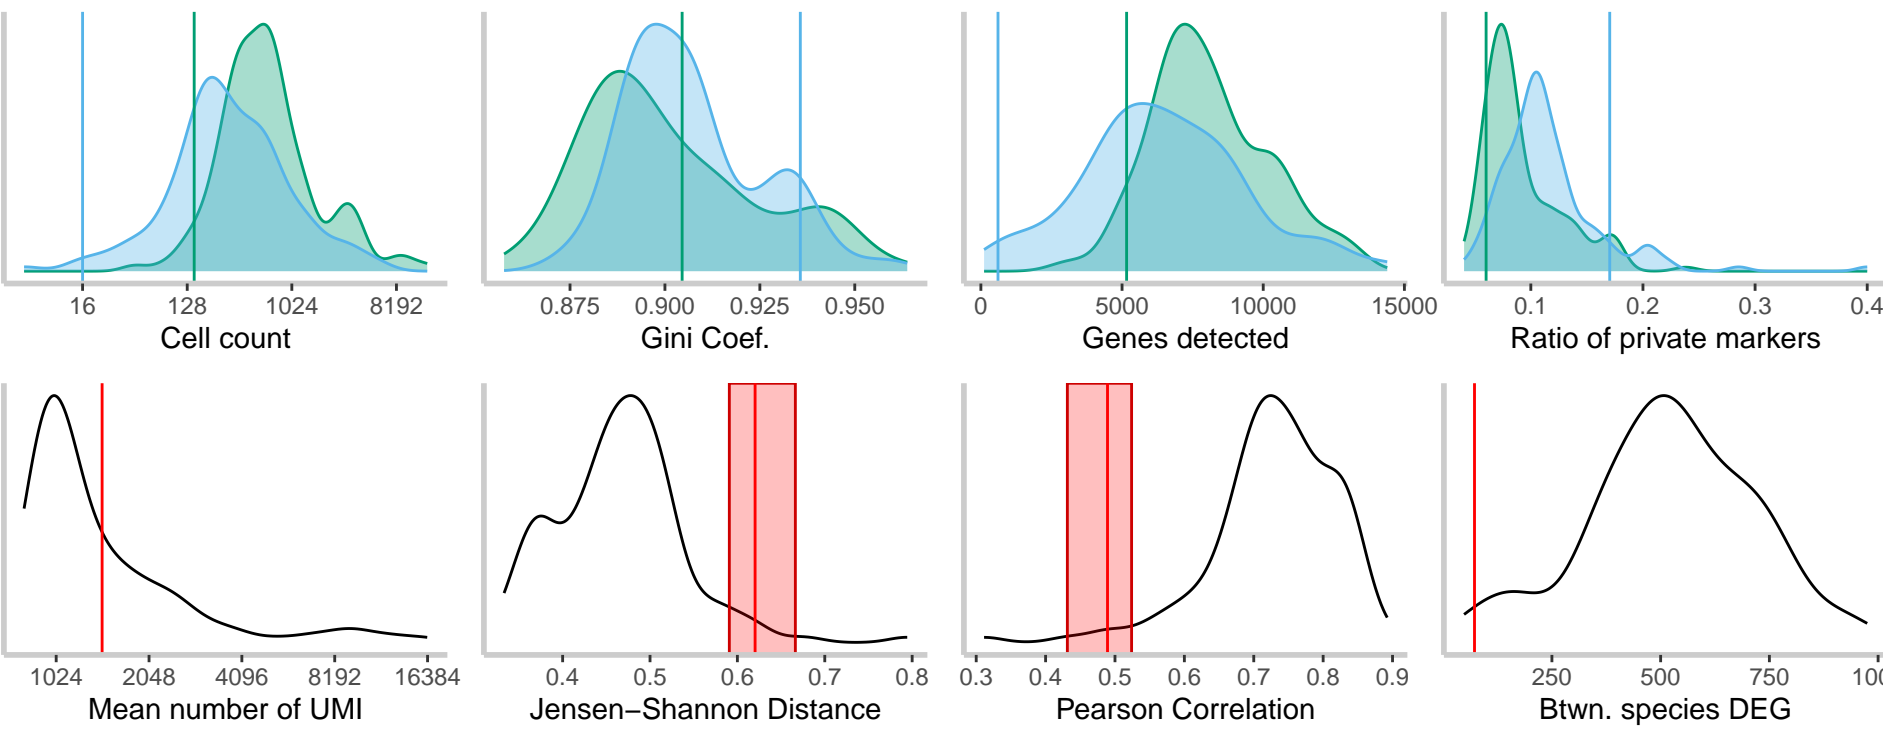 16 128 1024 8192
Cell count
0.875 0.900 0.925 0.950
Gini Coef.
0 5000 10000 15000
Genes detected
0.1 0.2 0.3 0.4
Ratio of private markers
1024 2048 4096 8192 16384
Mean number of UMI
0.4 0.5 0.6 0.7 0.8
Jensen−Shannon Distance
0.3 0.4 0.5 0.6 0.7 0.8 0.9
Pearson Correlation
250 500 750 100
Btwn. species DEG